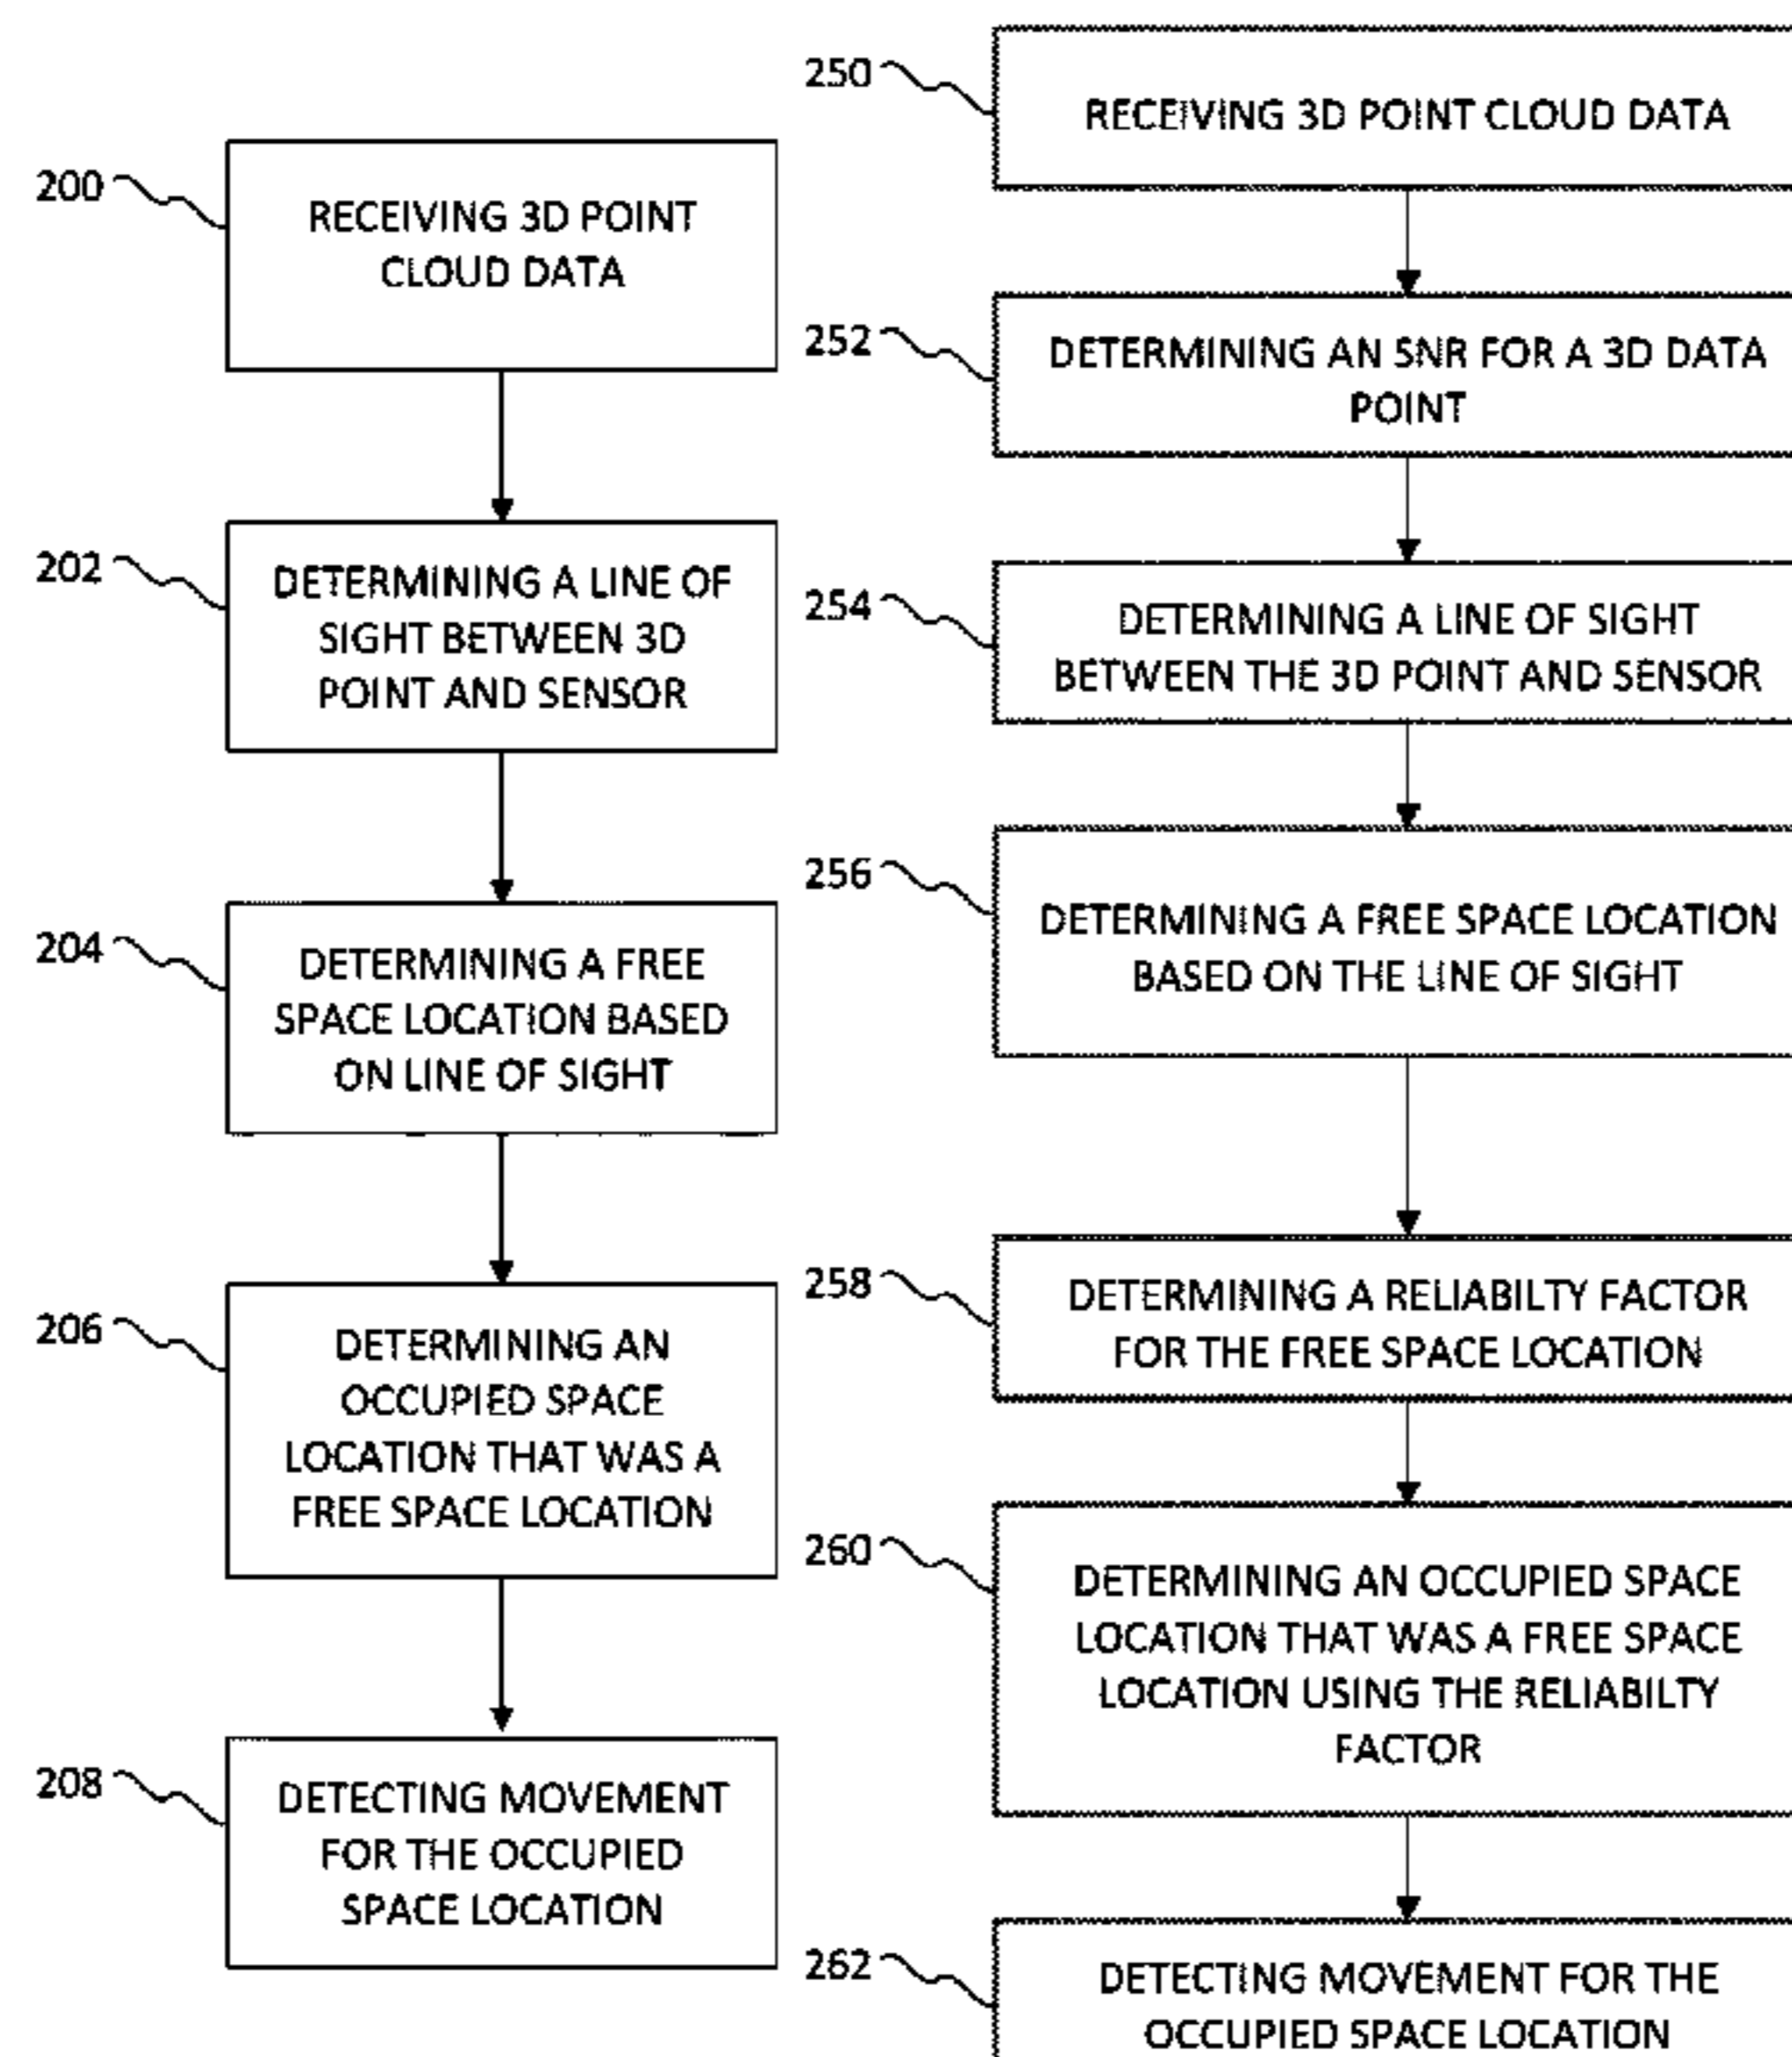 200
RECEIVING 3D POINT
CLOUD DATA
202
DETERMINING A LINE OF
SIGHT BETWEEN 3D
POINT AND SENSOR
204
DETERMINING A FREE
SPACE LOCATION BASED
ON LINE OF SIGHT
206
DETERMINING AN
OCCUPIED SPACE
LOCATION THAT WAS A
FREE SPACE LOCATION
208
DETECTING MOVEMENT
FOR THE OCCUPIED
SPACE LOCATION
250
RECEIVING 3D POINT CLOUD DATA
252
DETERMINING AN SNR FOR A 3D DATA
POINT
254
DETERMINING A LINE OF SIGHT
BETWEEN THE 3D POINT AND SENSOR
256
DETERMINING A FREE SPACE LOCATION
BASED ON THE LINE OF SIGHT
258
DETERMINING A RELIABILTY FACTOR
FOR THE FREE SPACE LOCATION
260
DETERMINING AN OCCUPIED SPACE
LOCATION THAT WAS A FREE SPACE
LOCATION USING THE RELIABILTY
FACTOR
262
DETECTING MOVEMENT FOR THE
OCCUPIED SPACE LOCATION